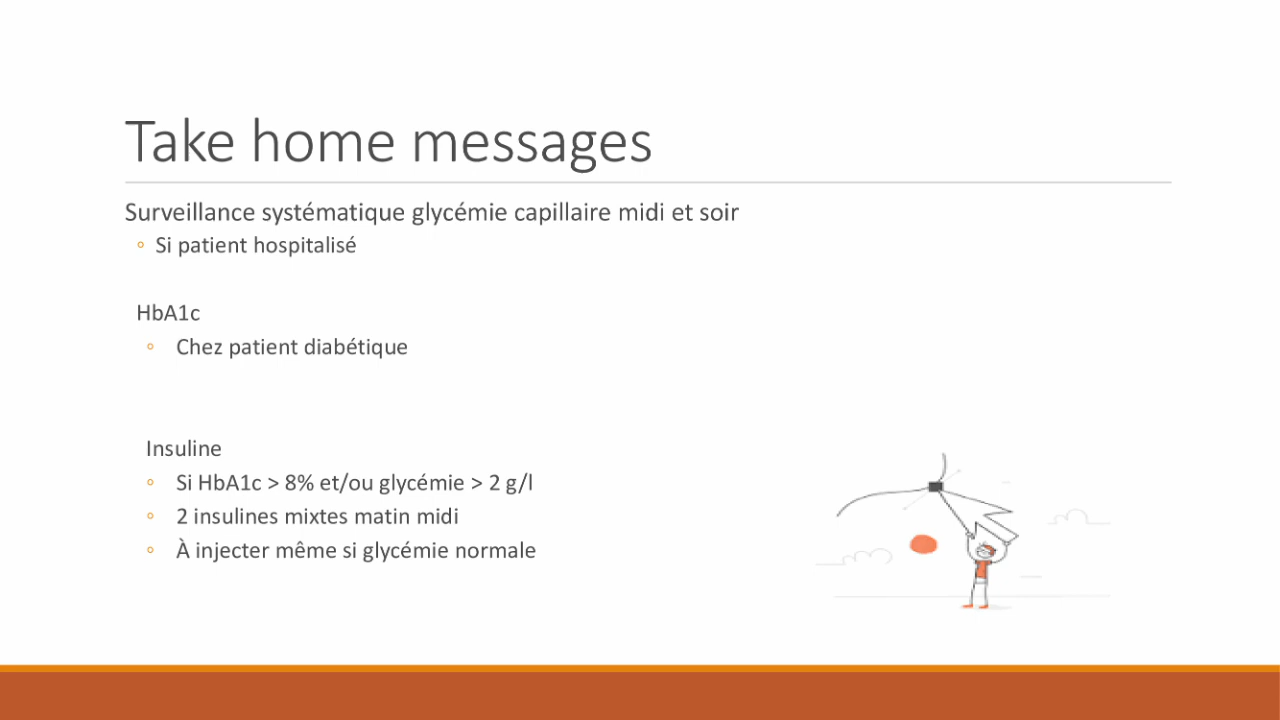 Take home messages
Surveillance systématique glycémie capillaire midi et soir
◦ Si patient hospitalisé
HbA1c
◦ Chez patient diabétique
Insuline
◦ Si HbA1c > 8% et/ou glycémie > 2 g/l
◦ 2 insulines mixtes matin midi
◦ À injecter même si glycémie normale